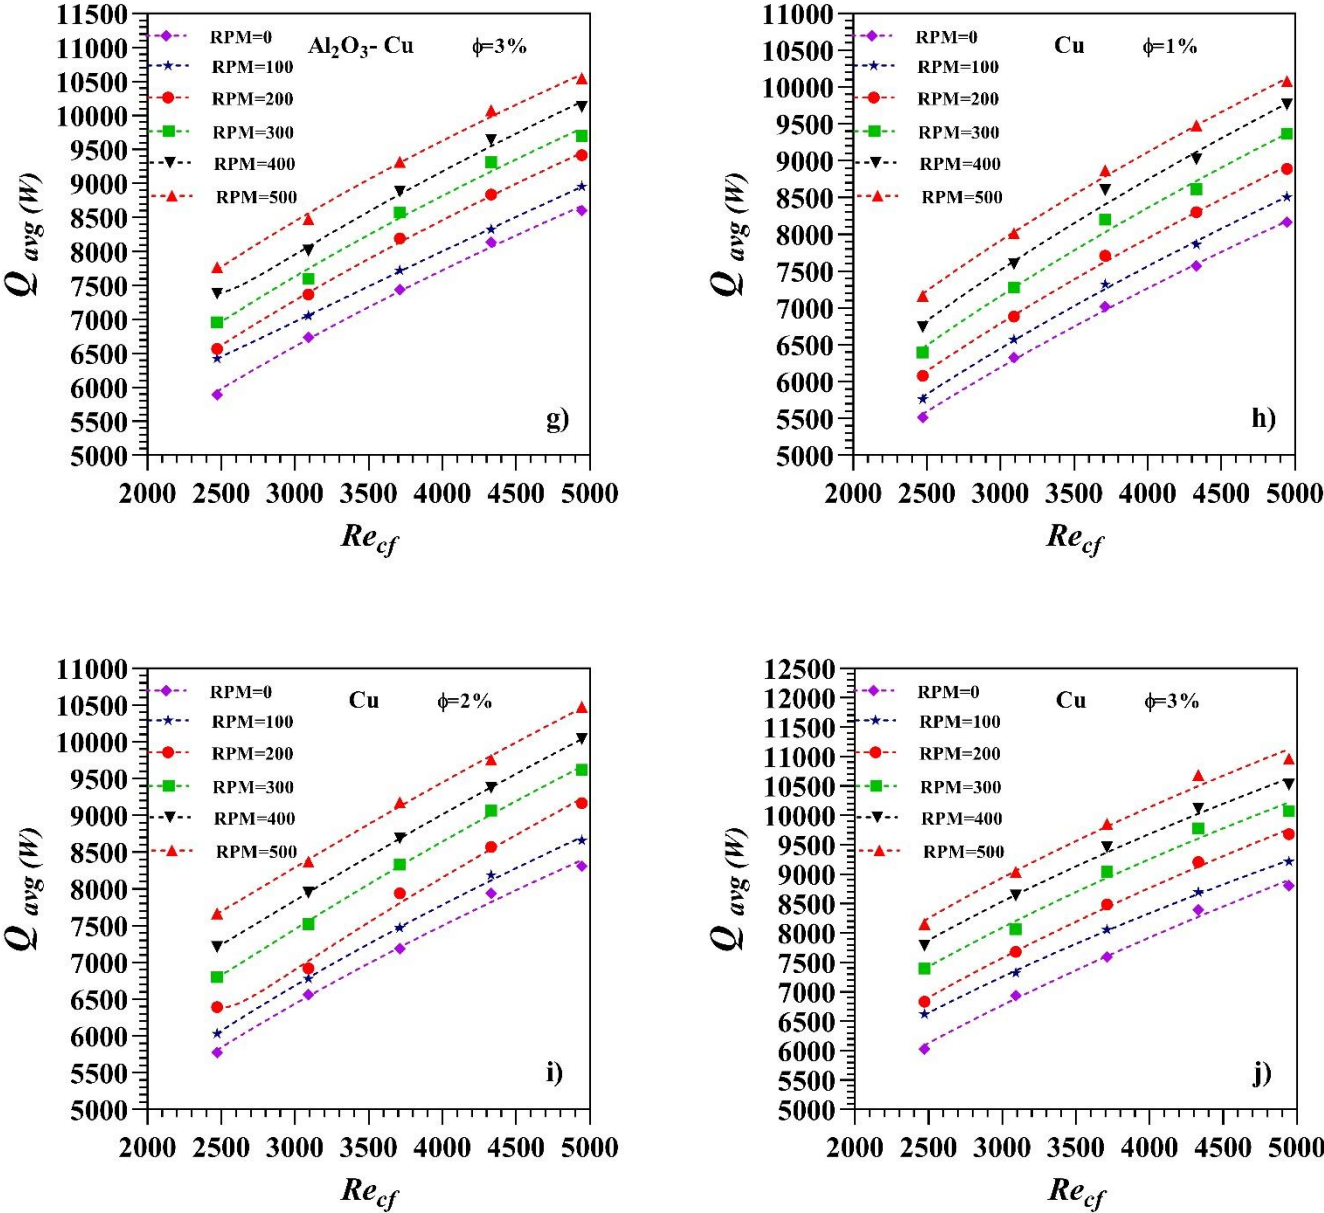 11500
11000
10500
10000
9500
9000
8500
8000
7500
7000
6500
6000
5500
5000
Q avg (W)
RPM=0
RPM=100
RPM=200
RPM=300
RPM=400
RPM=500
Al₂O₃- Cu ϕ=3%
g)
2000 2500 3000 3500 4000 4500 5000
Re_cf
11000
10500
10000
9500
9000
8500
8000
7500
7000
6500
6000
5500
5000
Q avg (W)
RPM=0
RPM=100
RPM=200
RPM=300
RPM=400
RPM=500
Cu ϕ=1%
h)
2000 2500 3000 3500 4000 4500 5000
Re_cf
11000
10500
10000
9500
9000
8500
8000
7500
7000
6500
6000
5500
5000
Q avg (W)
RPM=0
RPM=100
RPM=200
RPM=300
RPM=400
RPM=500
Cu ϕ=2%
i)
2000 2500 3000 3500 4000 4500 5000
Re_cf
12500
12000
11500
11000
10500
10000
9500
9000
8500
8000
7500
7000
6500
6000
5500
5000
Q avg (W)
RPM=0
RPM=100
RPM=200
RPM=300
RPM=400
RPM=500
Cu ϕ=3%
j)
2000 2500 3000 3500 4000 4500 5000
Re_cf